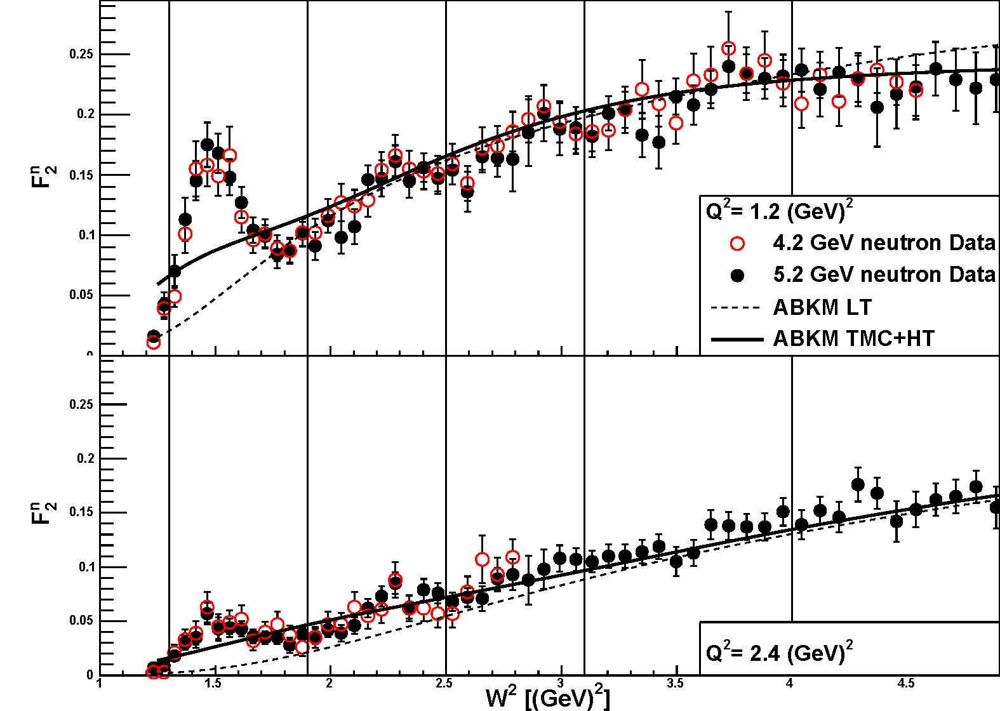 0.25
0.2
0.15
0.1
0.05
0
F₂ⁿ
Q²= 1.2 (GeV)²
4.2 GeV neutron Data
5.2 GeV neutron Data
ABKM LT
ABKM TMC+HT
0.25
0.2
0.15
0.1
0.05
0
F₂ⁿ
Q²= 2.4 (GeV)²
1 1.5 2 2.5 3 3.5 4 4.5
W² [(GeV)²]